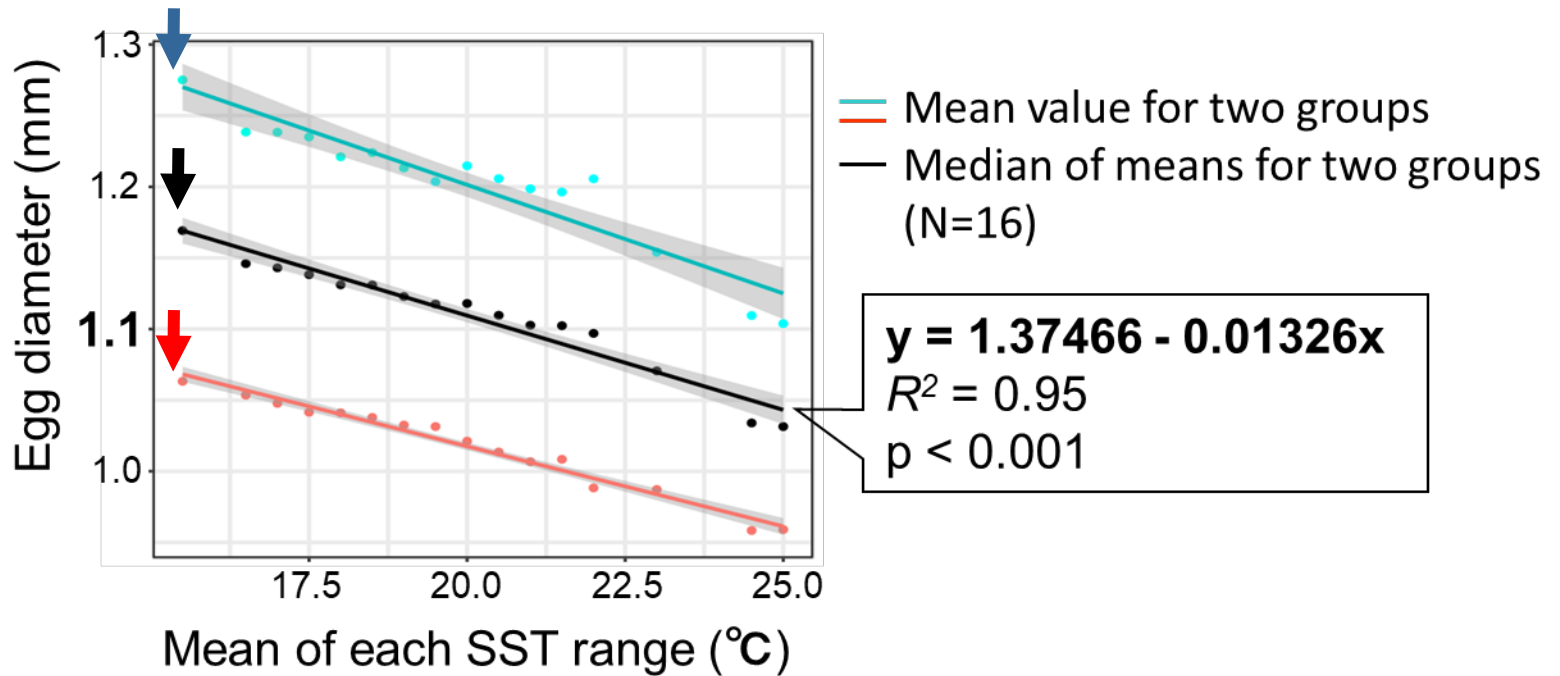 Egg diameter (mm)
1.3
1.2
1.1
1.0
17.5 20.0 22.5 25.0
Mean of each SST range (℃)
Mean value for two groups
Median of means for two groups
(N=16)
y = 1.37466 - 0.01326x
R² = 0.95
p < 0.001